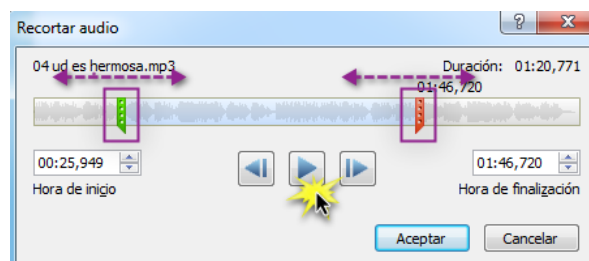 Recortar audio
04 ud es hermosa.mp3
Duración: 01:20,771
01:46,720
00:25,949
01:46,720
Hora de inicio
Hora de finalización
Aceptar
Cancelar